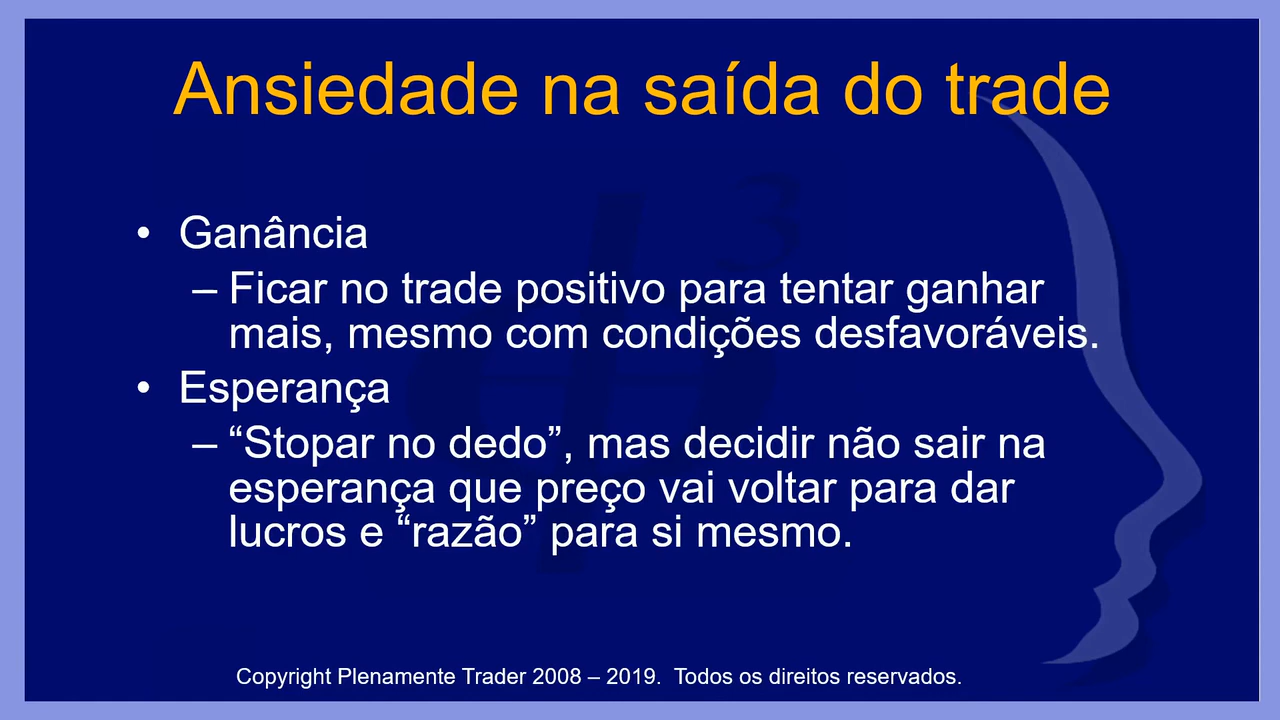 Ansiedade na saída do trade
• Ganância
– Ficar no trade positivo para tentar ganhar
mais, mesmo com condições desfavoráveis.
• Esperança
– “Stopar no dedo”, mas decidir não sair na
esperança que preço vai voltar para dar
lucros e “razão” para si mesmo.
Copyright Plenamente Trader 2008 – 2019. Todos os direitos reservados.